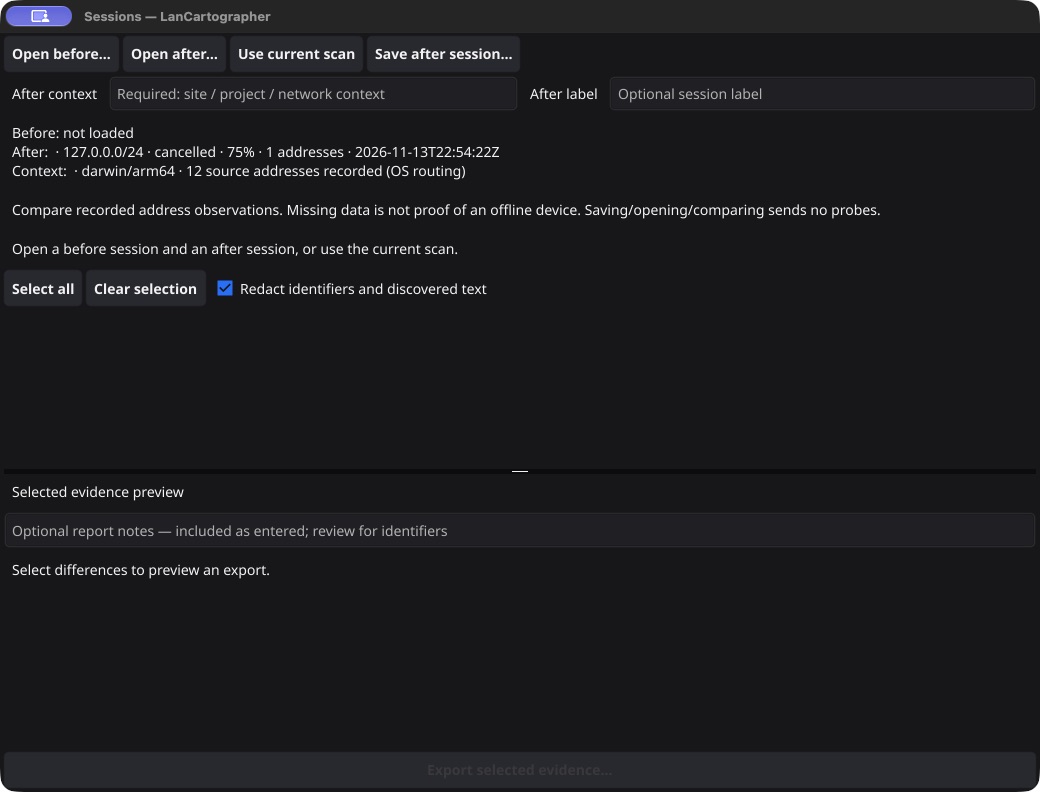 Sessions — LanCartographer
Open before... Open after... Use current scan Save after session...
After context Required: site / project / network context After label Optional session label
Before: not loaded
After:  · 127.0.0.0/24 · cancelled · 75% · 1 addresses · 2026-11-13T22:54:22Z
Context:  · darwin/arm64 · 12 source addresses recorded (OS routing)
Compare recorded address observations. Missing data is not proof of an offline device. Saving/opening/comparing sends no probes.
Open a before session and an after session, or use the current scan.
Select all Clear selection Redact identifiers and discovered text
Selected evidence preview
Optional report notes — included as entered; review for identifiers
Select differences to preview an export.
Export selected evidence...